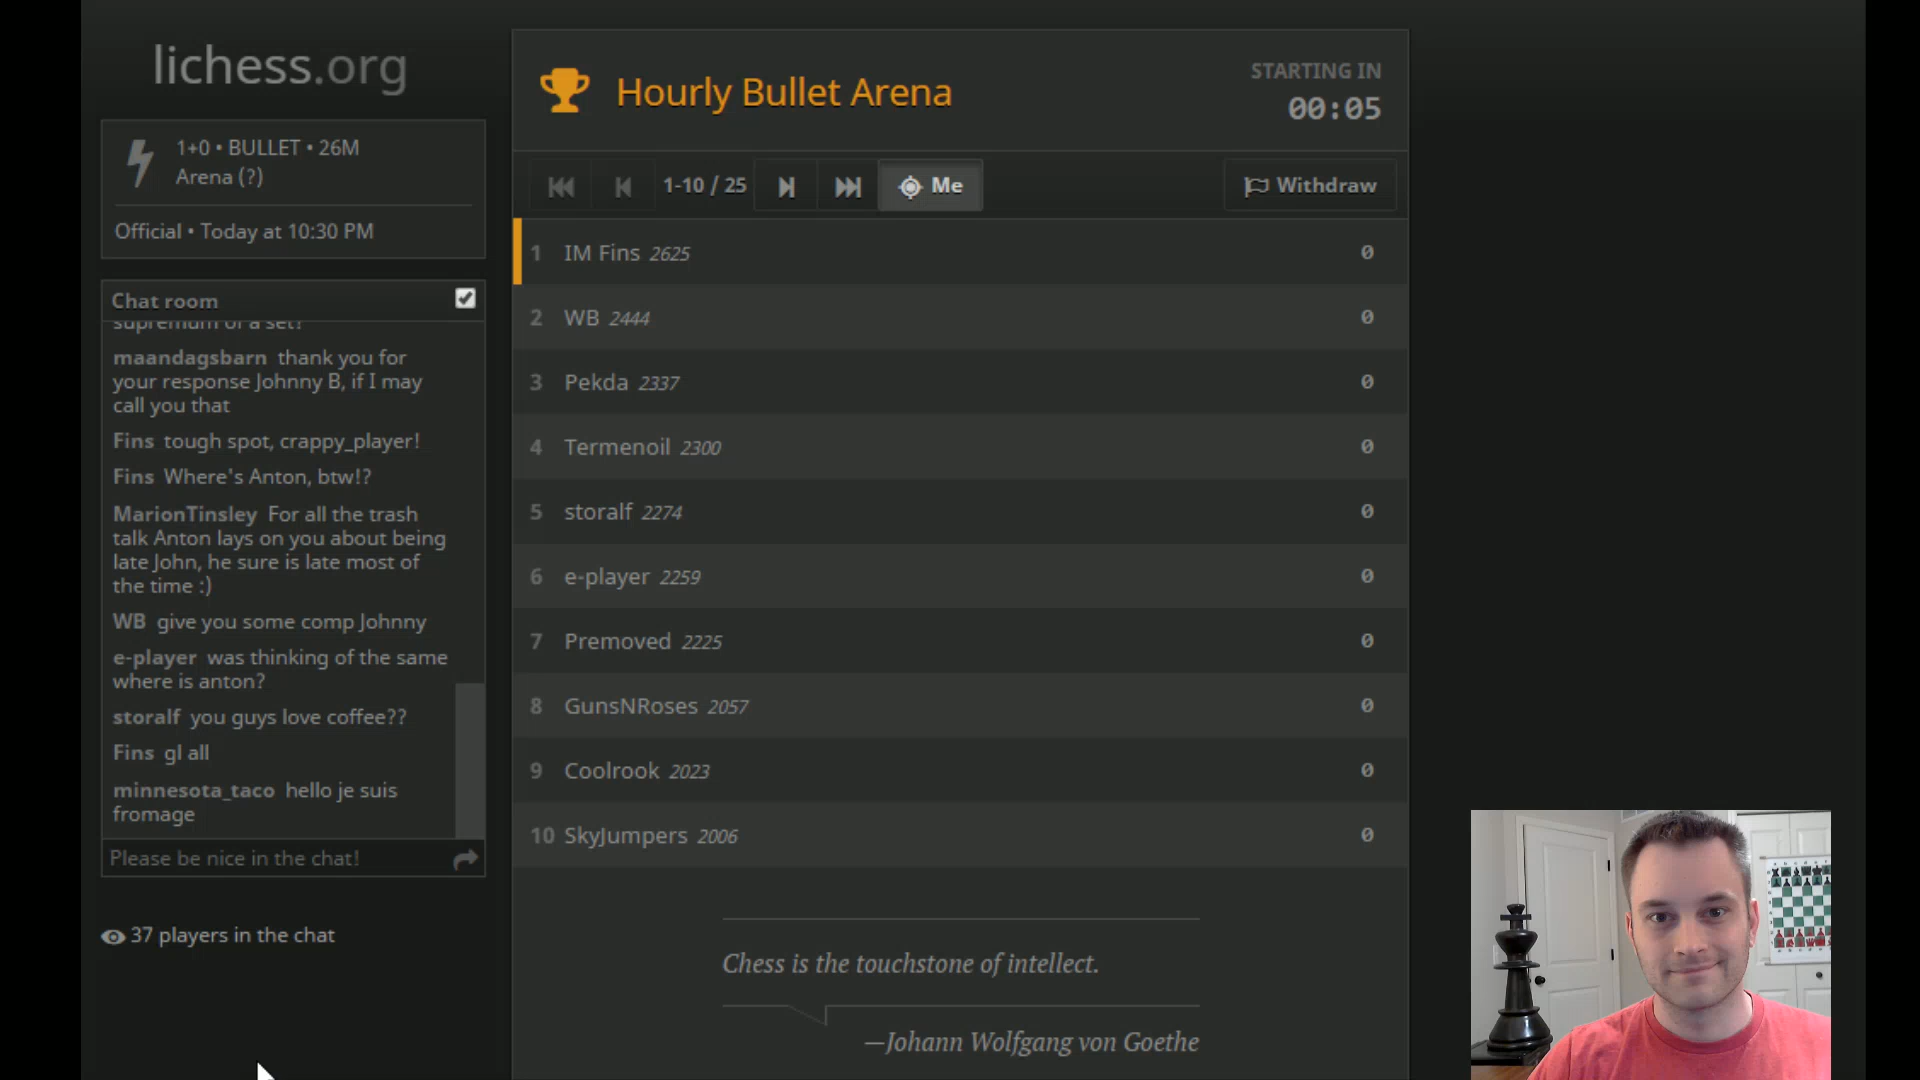 lichess.org
1+0 • BULLET • 26M
Arena (?)
Official • Today at 10:30 PM
Chat room
supremum of a set?
maandagsbarn thank you for
your response Johnny B, if I may
call you that
Fins tough spot, crappy_player!
Fins Where's Anton, btw!?
MarionTinsley For all the trash
talk Anton lays on you about being
late John, he sure is late most of
the time :)
WB give you some comp Johnny
e-player was thinking of the same
where is anton?
storalf you guys love coffee??
Fins gl all
minnesota_taco hello je suis
fromage
Please be nice in the chat!
37 players in the chat
Hourly Bullet Arena
STARTING IN
00:05
1-10 / 25
Me
Withdraw
1 IM Fins 2625 0
2 WB 2444 0
3 Pekda 2337 0
4 Termenoil 2300 0
5 storalf 2274 0
6 e-player 2259 0
7 Premoved 2225 0
8 GunsNRoses 2057 0
9 Coolrook 2023 0
10 SkyJumpers 2006 0
Chess is the touchstone of intellect.
—Johann Wolfgang von Goethe